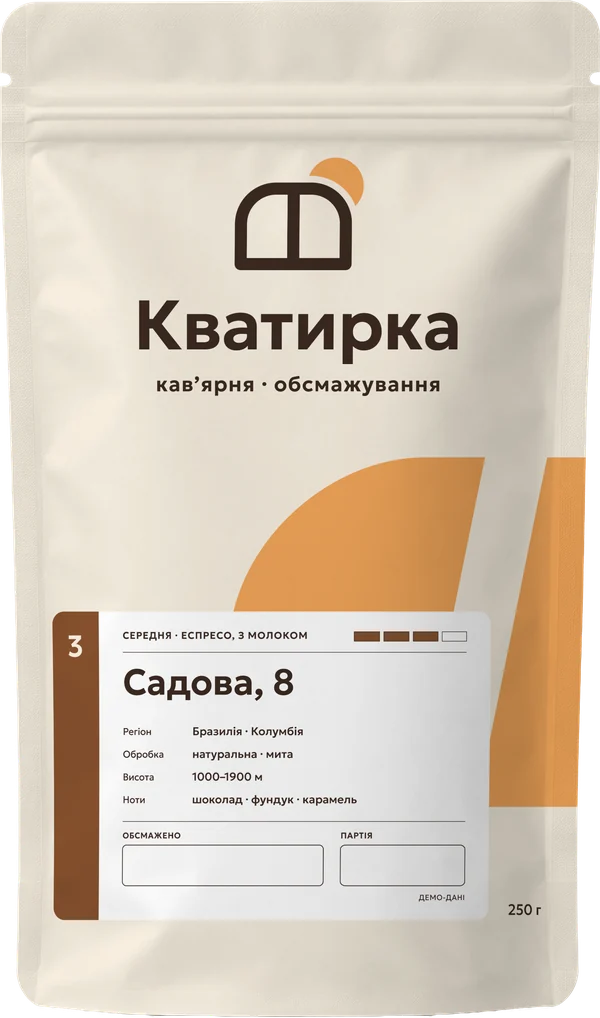 Кватирка
кав’ярня · обсмажування
3
СЕРЕДНЯ · ЕСПРЕСО, З МОЛОКОМ
Садова, 8
Регіон Бразилія · Колумбія
Обробка натуральна · мита
Висота 1000–1900 м
Ноти шоколад · фундук · карамель
ОБСМАЖЕНО ПАРТІЯ
ДЕМО-ДАНІ
250 г